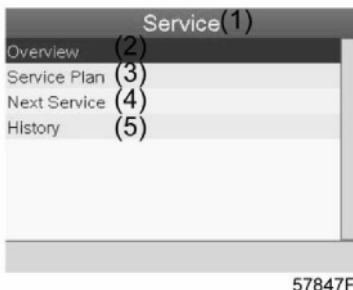 Service(1)
Overview (2)
Service Plan (3)
Next Service (4)
History (5)
57847F